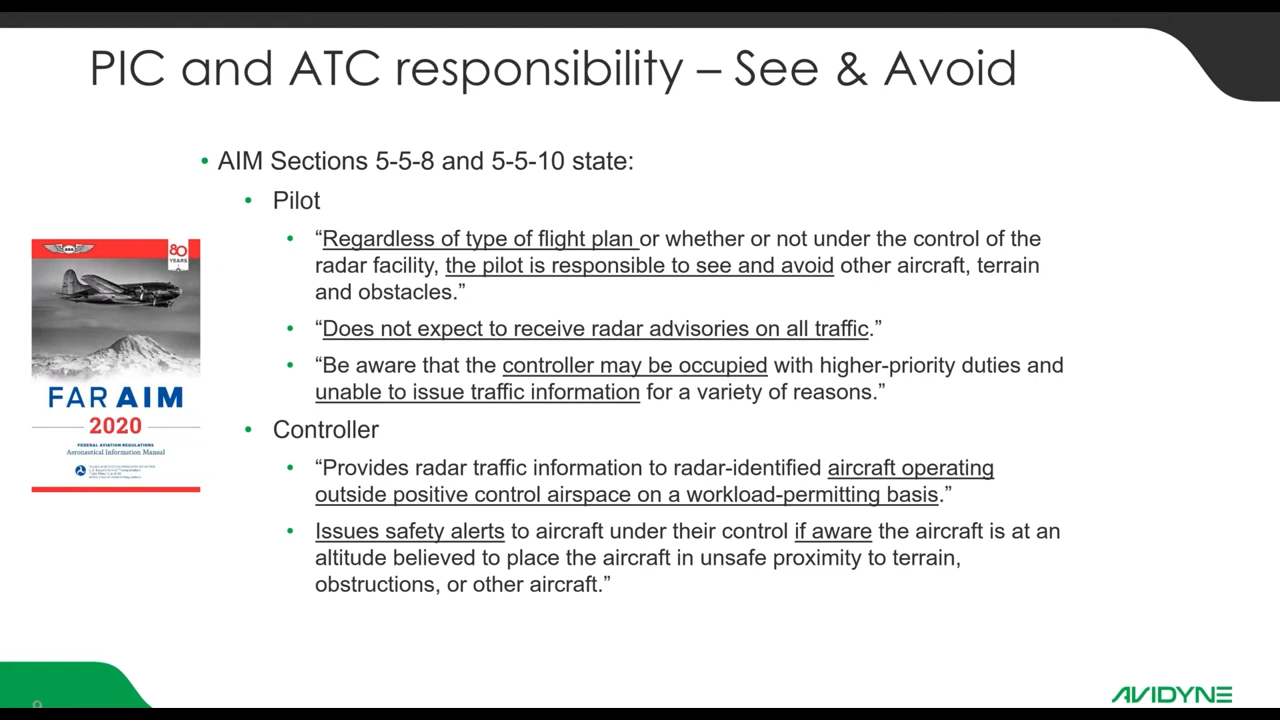 PIC and ATC responsibility – See & Avoid
• AIM Sections 5-5-8 and 5-5-10 state:
• Pilot
• “Regardless of type of flight plan or whether or not under the control of the
radar facility, the pilot is responsible to see and avoid other aircraft, terrain
and obstacles.”
• “Does not expect to receive radar advisories on all traffic.”
• “Be aware that the controller may be occupied with higher-priority duties and
unable to issue traffic information for a variety of reasons.”
• Controller
• “Provides radar traffic information to radar-identified aircraft operating
outside positive control airspace on a workload-permitting basis.”
• Issues safety alerts to aircraft under their control if aware the aircraft is at an
altitude believed to place the aircraft in unsafe proximity to terrain,
obstructions, or other aircraft.”
ASA
80
YEARS
FAR AIM
2020
FEDERAL AVIATION REGULATIONS
Aeronautical Information Manual
9
AVIDYNE